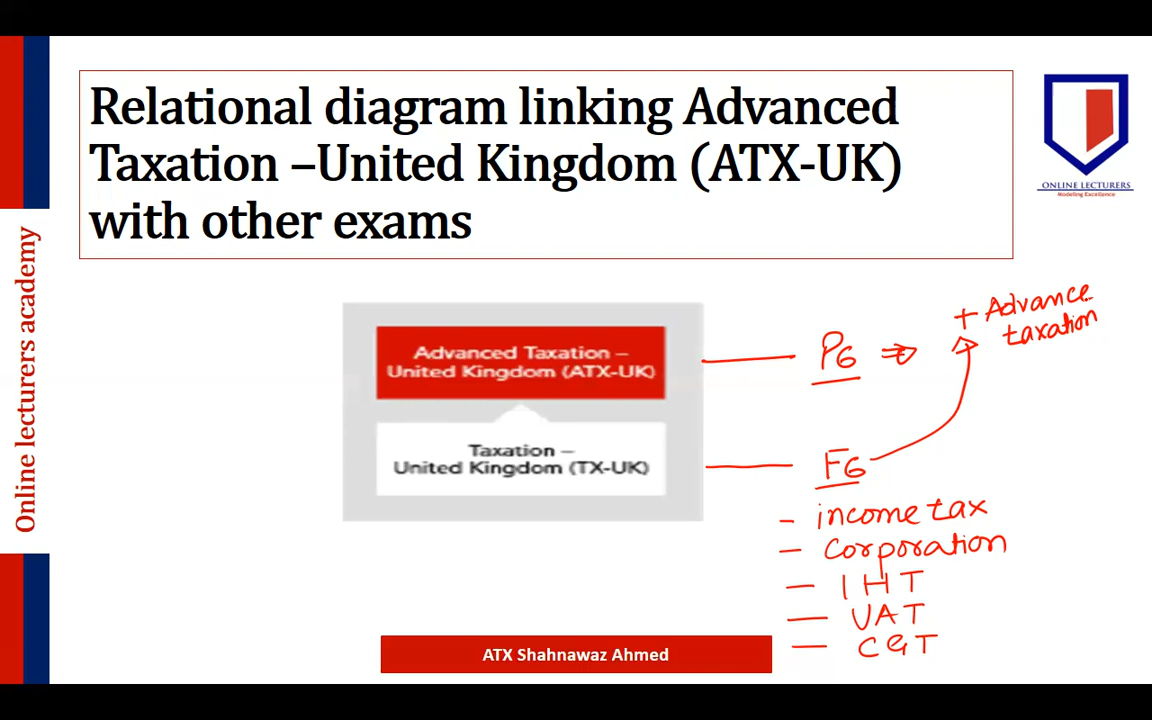 Relational diagram linking Advanced
Taxation –United Kingdom (ATX-UK)
with other exams
ONLINE LECTURERS
Modeling Excellence
Online lecturers academy
+ Advance
taxation
Advanced Taxation –
United Kingdom (ATX-UK)
P6
Taxation –
United Kingdom (TX-UK)
F6
- income tax
- corporation
- IHT
- VAT
- CGT
ATX Shahnawaz Ahmed